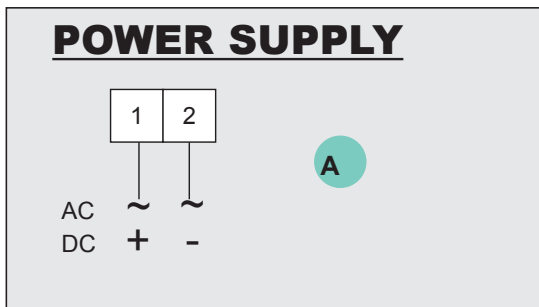 POWER SUPPLY
1 2
A
AC ~ ~
DC + -